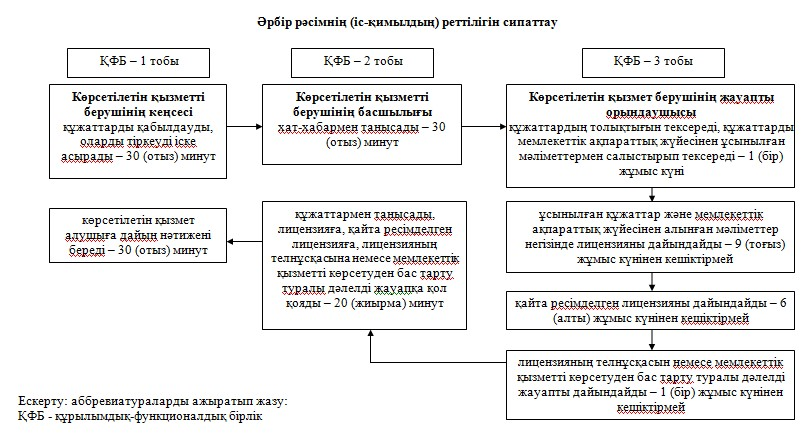 Әрбір рәсімнің (іс-қимылдың) реттілігін сипаттау
ҚФБ – 1 тобы
ҚФБ – 2 тобы
ҚФБ – 3 тобы
Көрсетілетін қызметті
берушінің кеңсесі
құжаттарды қабылдауды,
оларды тіркеуді іске
асырады – 30 (отыз) минут
Көрсетілетін қызметті
берушінің басшылығы
хат-хабармен танысады – 30
(отыз) минут
Көрсетілетін қызмет берушінің жауапты
орындаушысы
құжаттардың толықтығын тексереді, құжаттарды
мемлекеттік ақпараттық жүйесінен ұсынылған
мәліметтермен салыстырып тексереді – 1 (бір)
жұмыс күні
көрсетілетін қызмет
алушыға дайын нәтижені
береді – 30 (отыз) минут
құжаттармен танысады,
лицензияға, қайта ресімделген
лицензияға, лицензияның
телнұсқасына немесе мемлекеттік
қызметті көрсетуден бас тарту
туралы дәлелді жауапқа қол
қояды – 20 (жиырма) минут
ұсынылған құжаттар және мемлекеттік
ақпараттық жүйесінен алынған мәліметтер
негізінде лицензияны дайындайды – 9 (тоғыз)
жұмыс күнінен кешіктірмей
қайта ресімделген лицензияны дайындайды – 6
(алты) жұмыс күнінен кешіктірмей
лицензияның телнұсқасын немесе мемлекеттік
қызметті көрсетуден бас тарту туралы дәлелді
жауапты дайындайды – 1 (бір) жұмыс күнінен
кешіктірмей
Ескерту: аббревиатураларды ажыратып жазу:
ҚФБ - құрылымдық-функционалдық бірлік